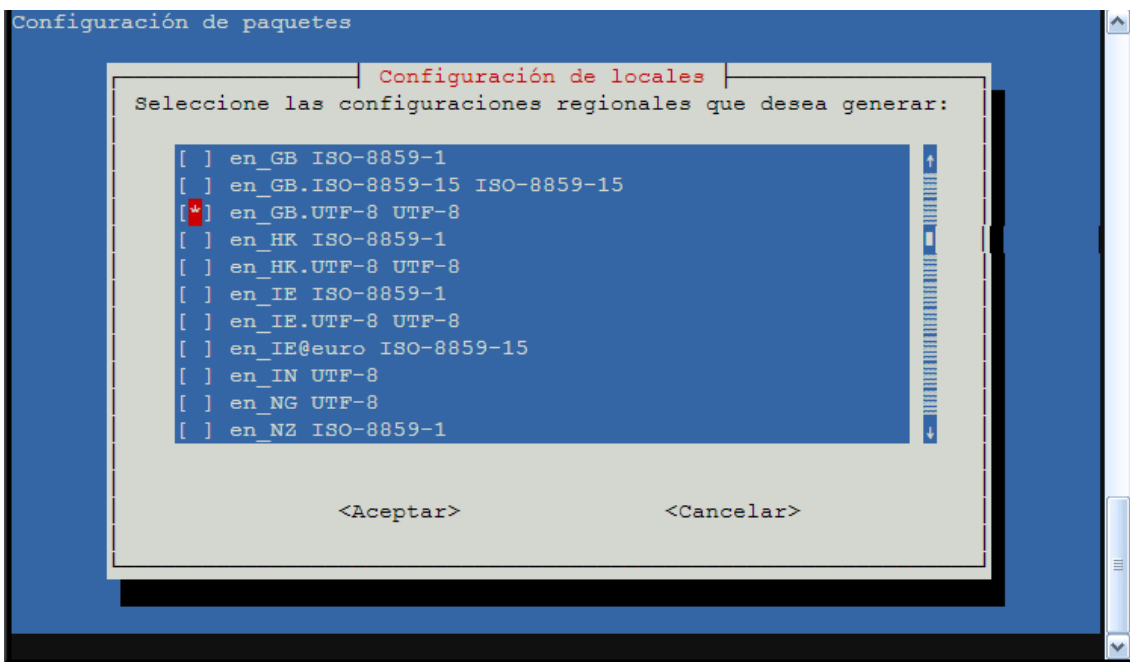 Configuración de paquetes
Configuración de locales
Seleccione las configuraciones regionales que desea generar:
[ ] en_GB ISO-8859-1
[ ] en_GB.ISO-8859-15 ISO-8859-15
[*] en_GB.UTF-8 UTF-8
[ ] en_HK ISO-8859-1
[ ] en_HK.UTF-8 UTF-8
[ ] en_IE ISO-8859-1
[ ] en_IE.UTF-8 UTF-8
[ ] en_IE@euro ISO-8859-15
[ ] en_IN UTF-8
[ ] en_NG UTF-8
[ ] en_NZ ISO-8859-1
<Aceptar> <Cancelar>